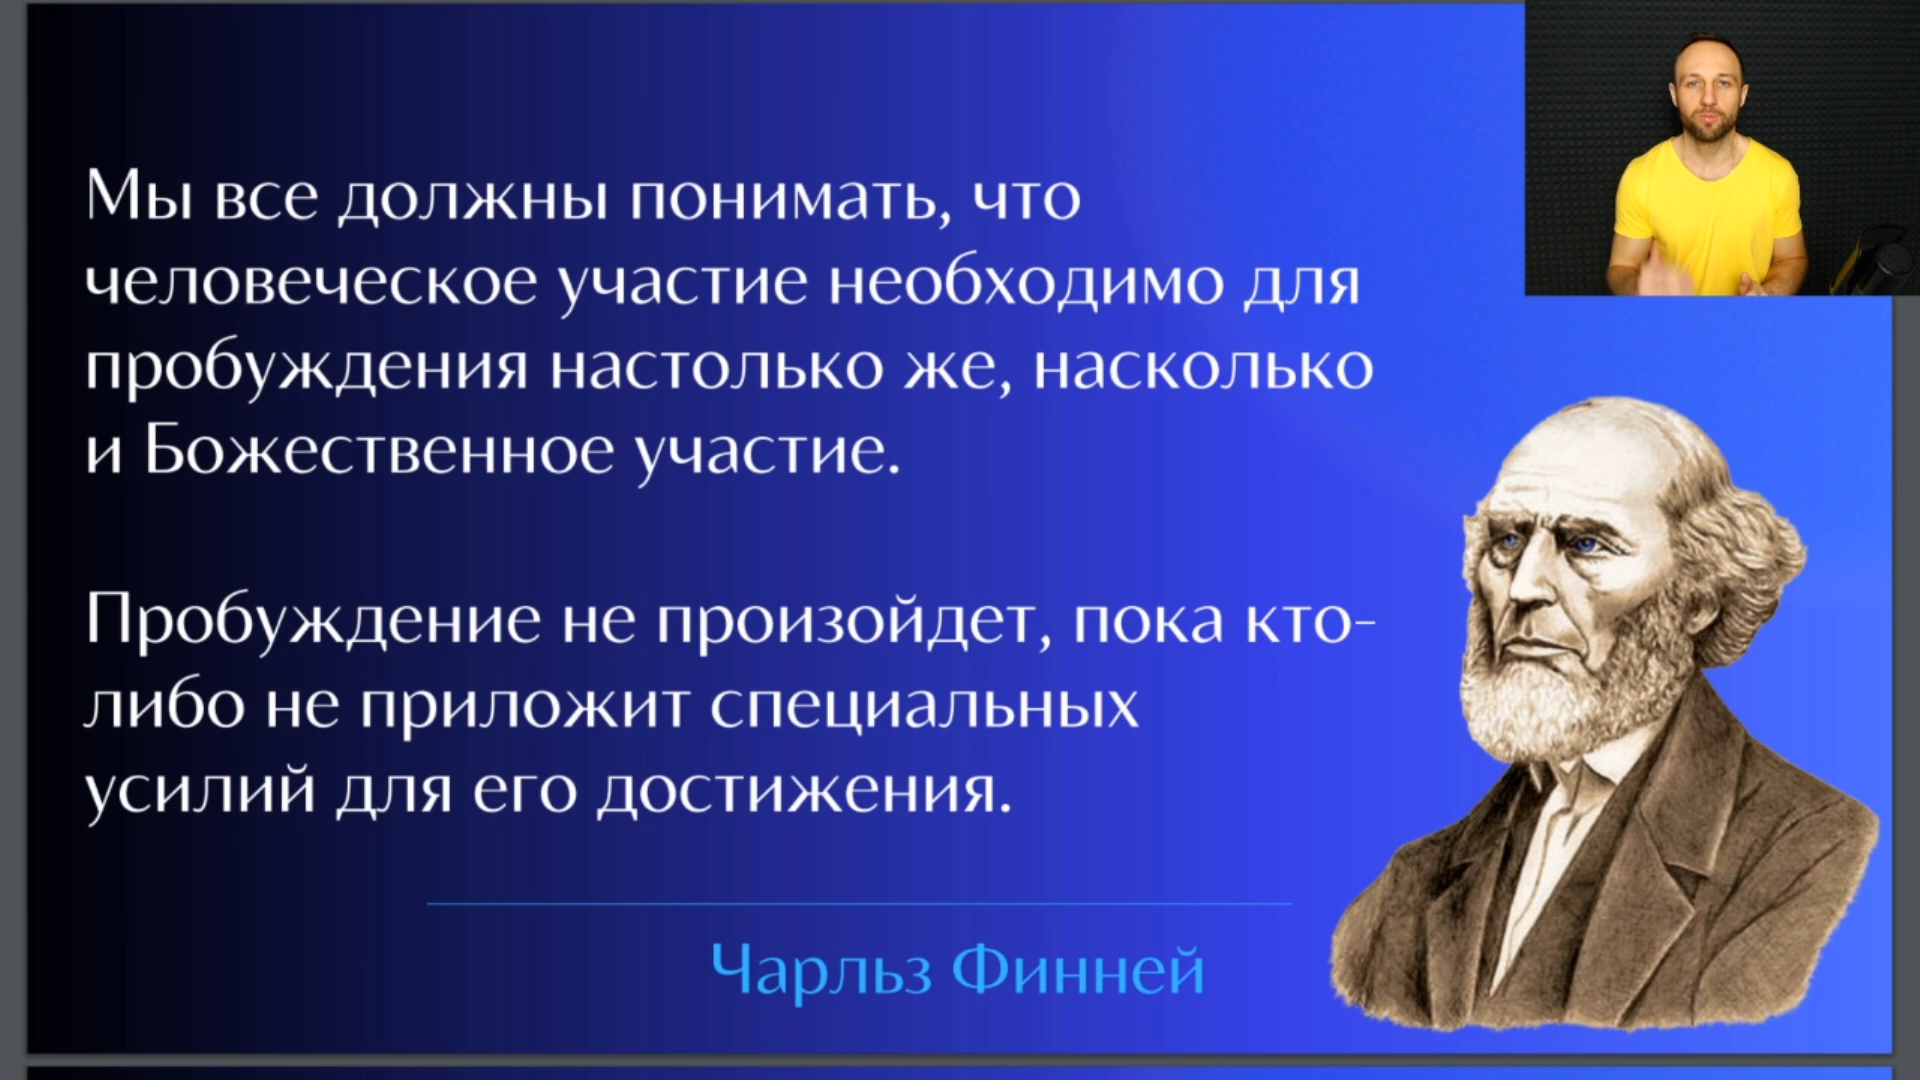 Мы все должны понимать, что
человеческое участие необходимо для
пробуждения настолько же, насколько
и Божественное участие.
Пробуждение не произойдет, пока кто-
либо не приложит специальных
усилий для его достижения.
Чарльз Финней